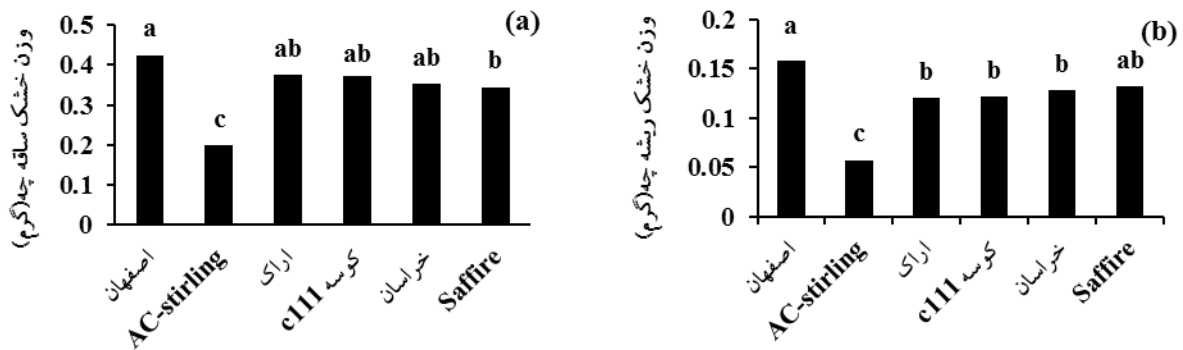 (a)
وزن خشک ساقه چه(گرم)
0.5
0.4
0.3
0.2
0.1
0
a
c
ab
ab
ab
b
اصفهان
AC-stirling
اراک
کوسه c111
خراسان
Saffire
(b)
وزن خشک ریشه چه(گرم)
0.2
0.15
0.1
0.05
0
a
c
b
b
b
ab
اصفهان
AC-stirling
اراک
کوسه c111
خراسان
Saffire